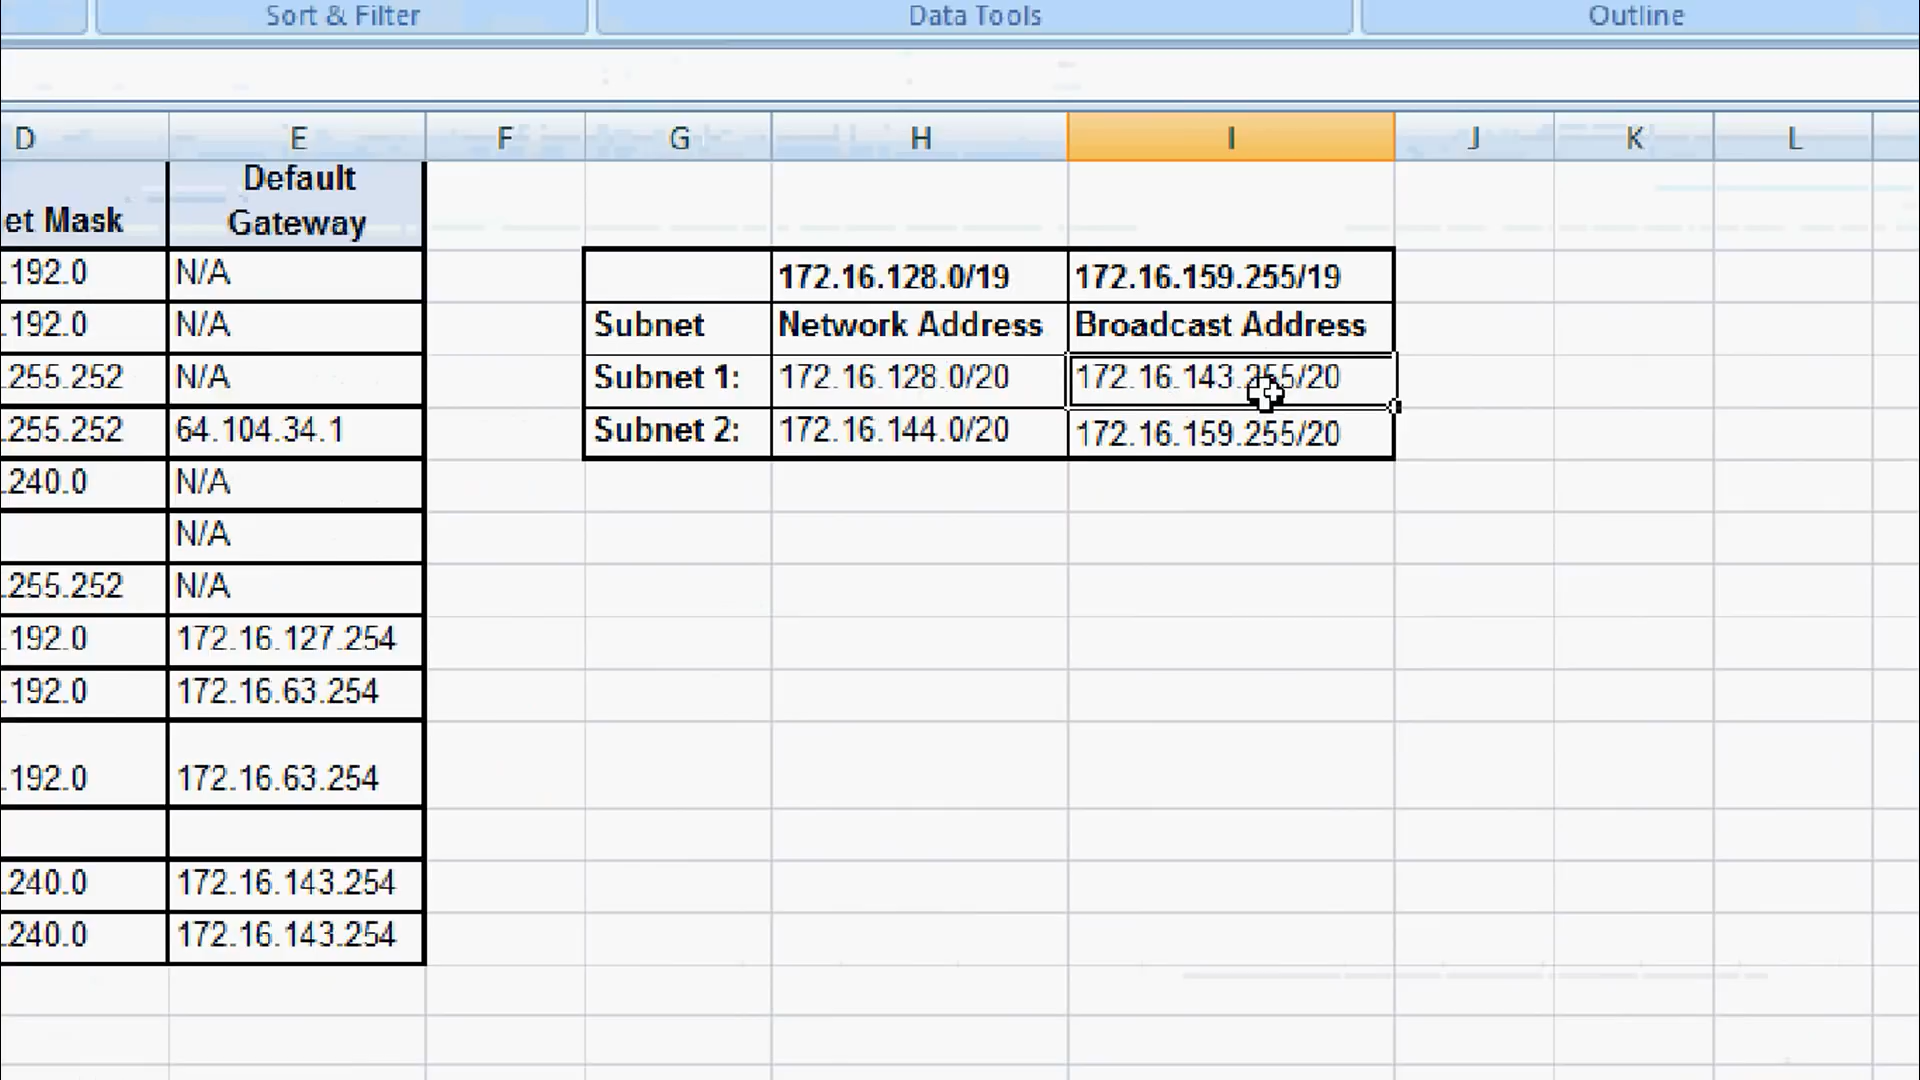 Sort & Filter Data Tools Outline
D E F G H I J K L
et Mask Default Gateway
.192.0 N/A 172.16.128.0/19 172.16.159.255/19
.192.0 N/A Subnet Network Address Broadcast Address
.255.252 N/A Subnet 1: 172.16.128.0/20 172.16.143.255/20
.255.252 64.104.34.1 Subnet 2: 172.16.144.0/20 172.16.159.255/20
.240.0 N/A
N/A
.255.252 N/A
.192.0 172.16.127.254
.192.0 172.16.63.254
.192.0 172.16.63.254
.240.0 172.16.143.254
.240.0 172.16.143.254